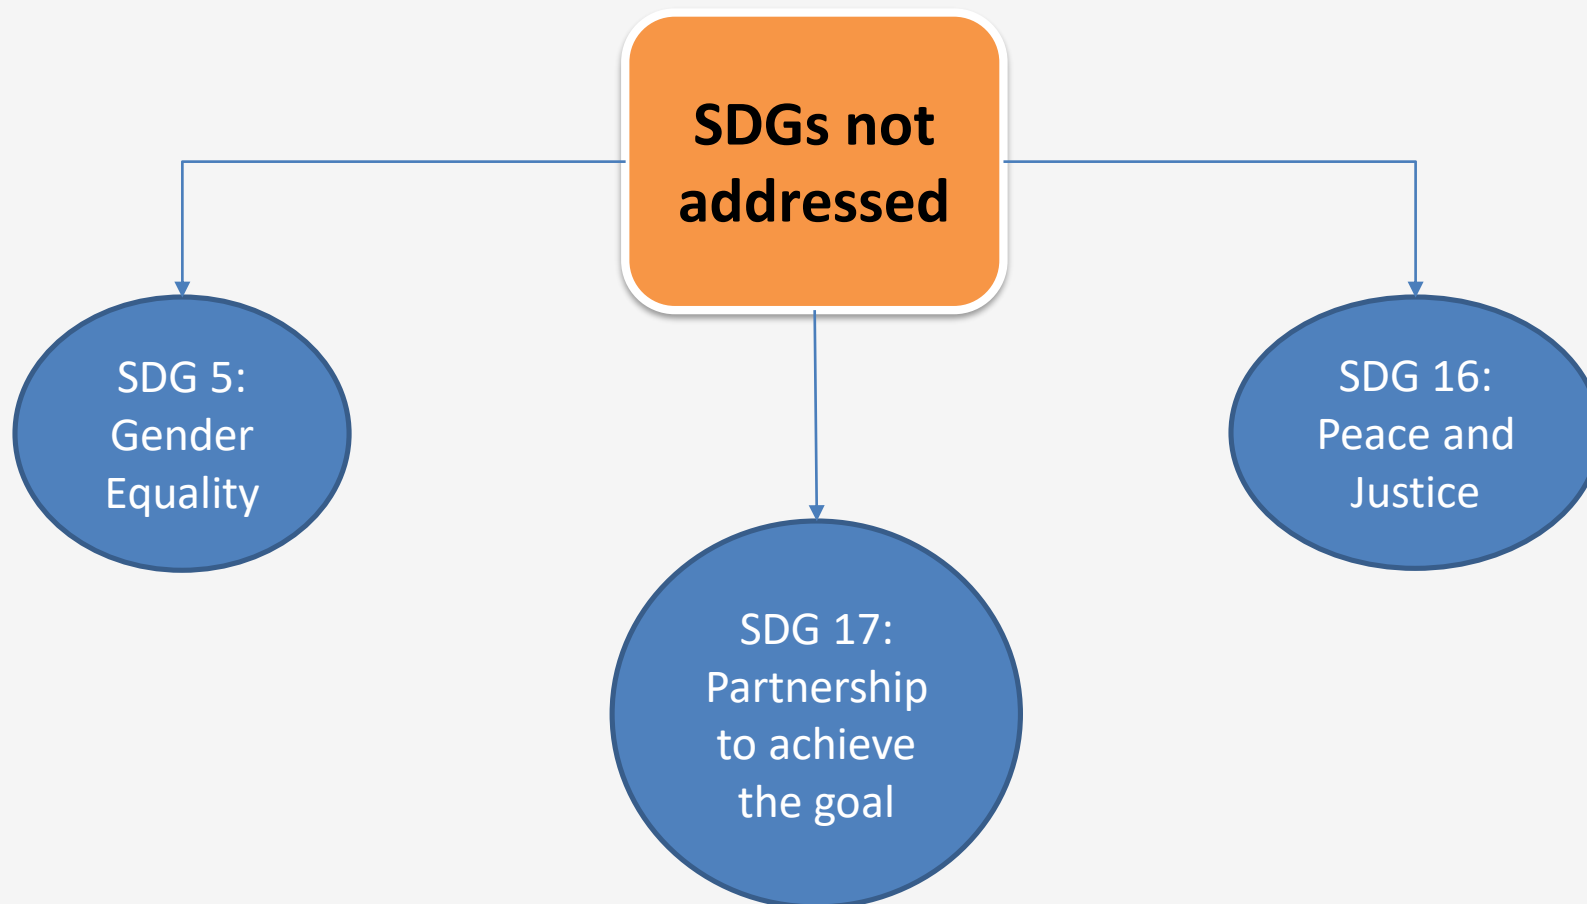 SDGs not
addressed
SDG 5:
Gender
Equality
SDG 17:
Partnership
to achieve
the goal
SDG 16:
Peace and
Justice